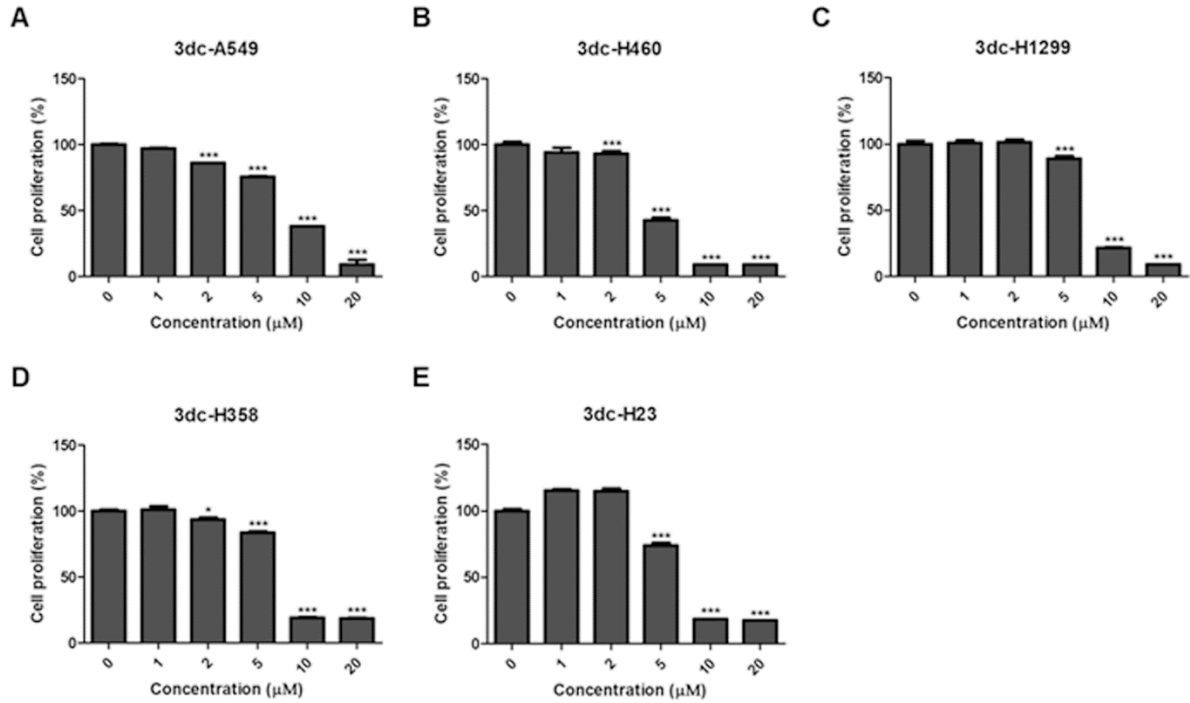 A
3dc-A549
Cell proliferation (%)
150
100
50
0
***
***
***
***
0 1 2 5 10 20
Concentration (μM)
B
3dc-H460
Cell proliferation (%)
150
100
50
0
***
***
***
***
0 1 2 5 10 20
Concentration (μM)
C
3dc-H1299
Cell proliferation (%)
150
100
50
0
***
***
***
0 1 2 5 10 20
Concentration (μM)
D
3dc-H358
Cell proliferation (%)
150
100
50
0
*
***
***
***
0 1 2 5 10 20
Concentration (μM)
E
3dc-H23
Cell proliferation (%)
150
100
50
0
***
***
***
0 1 2 5 10 20
Concentration (μM)